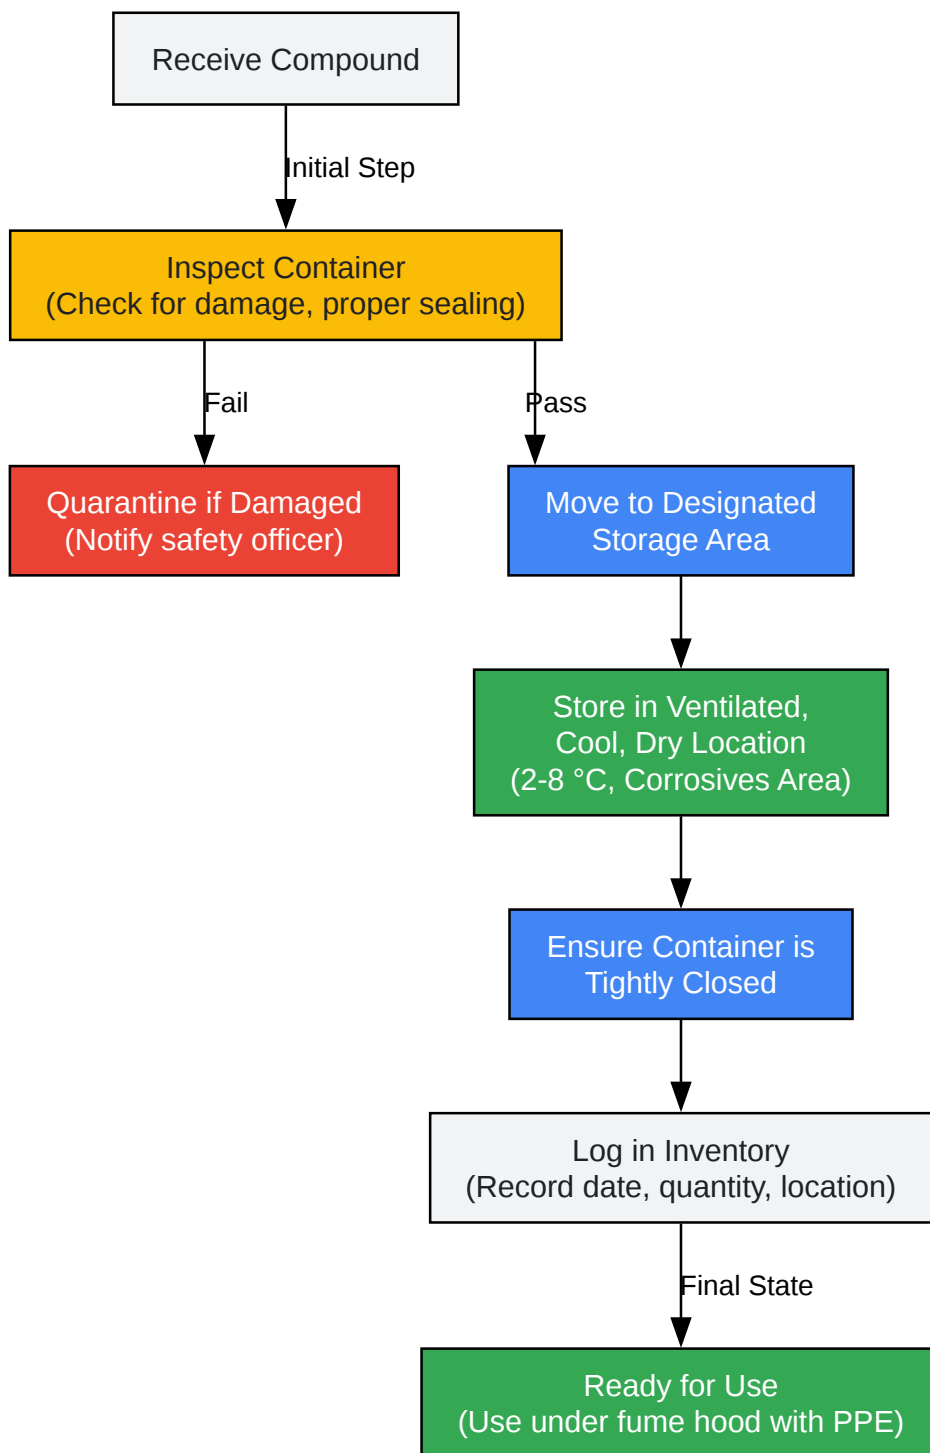 Receive Compound
Initial Step
Inspect Container
(Check for damage, proper sealing)
Fail
Pass
Quarantine if Damaged
(Notify safety officer)
Move to Designated
Storage Area
Store in Ventilated,
Cool, Dry Location
(2-8 °C, Corrosives Area)
Ensure Container is
Tightly Closed
Log in Inventory
(Record date, quantity, location)
Final State
Ready for Use
(Use under fume hood with PPE)